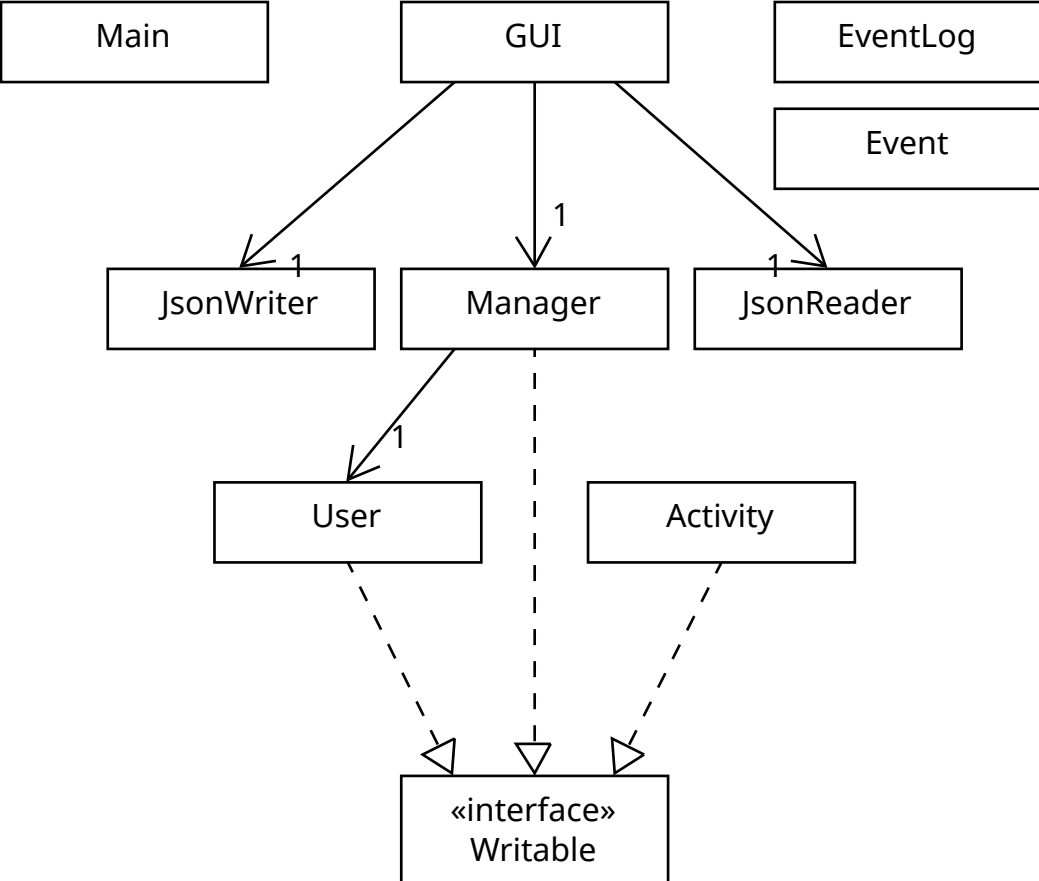 Main
GUI
EventLog
Event
1
1
1
JsonWriter
Manager
JsonReader
1
User
Activity
«interface»
Writable